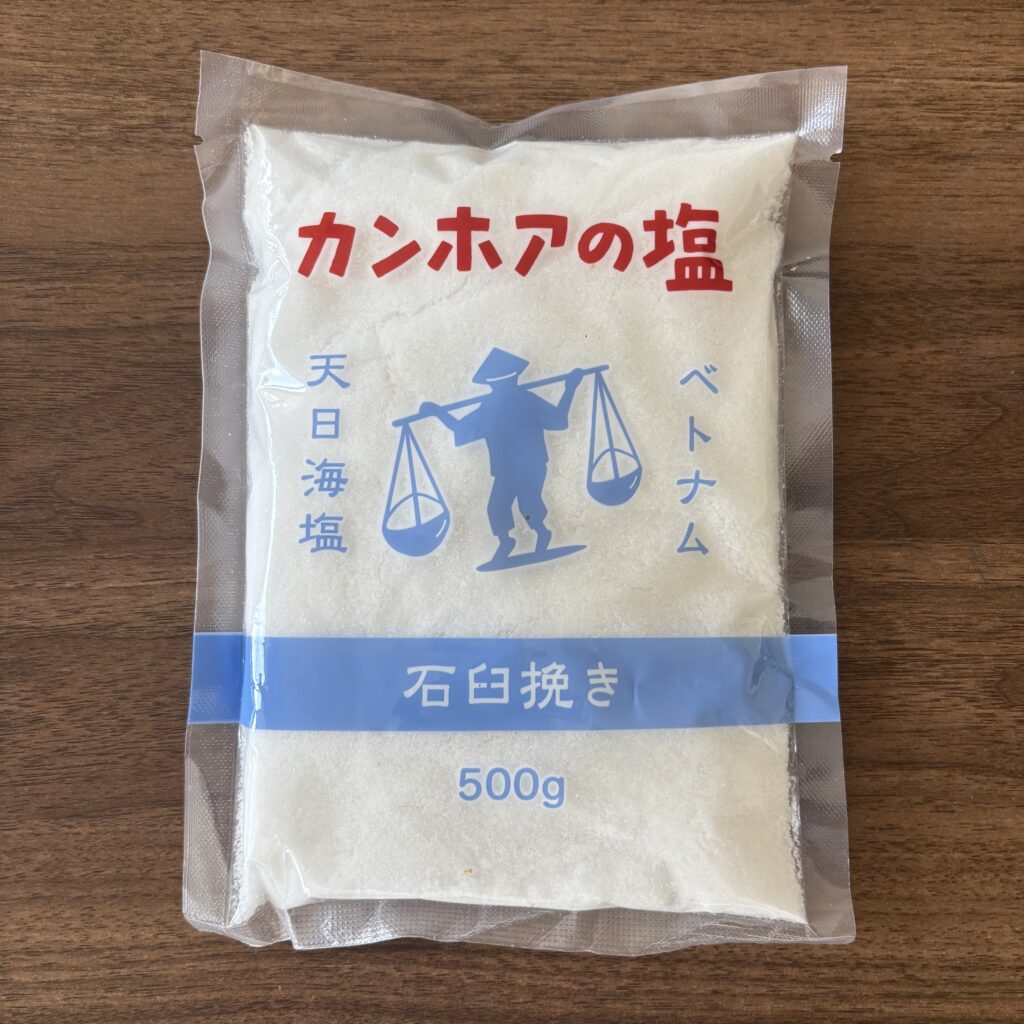 カンホアの塩
ベトナム
天日海塩
石臼挽き
500g